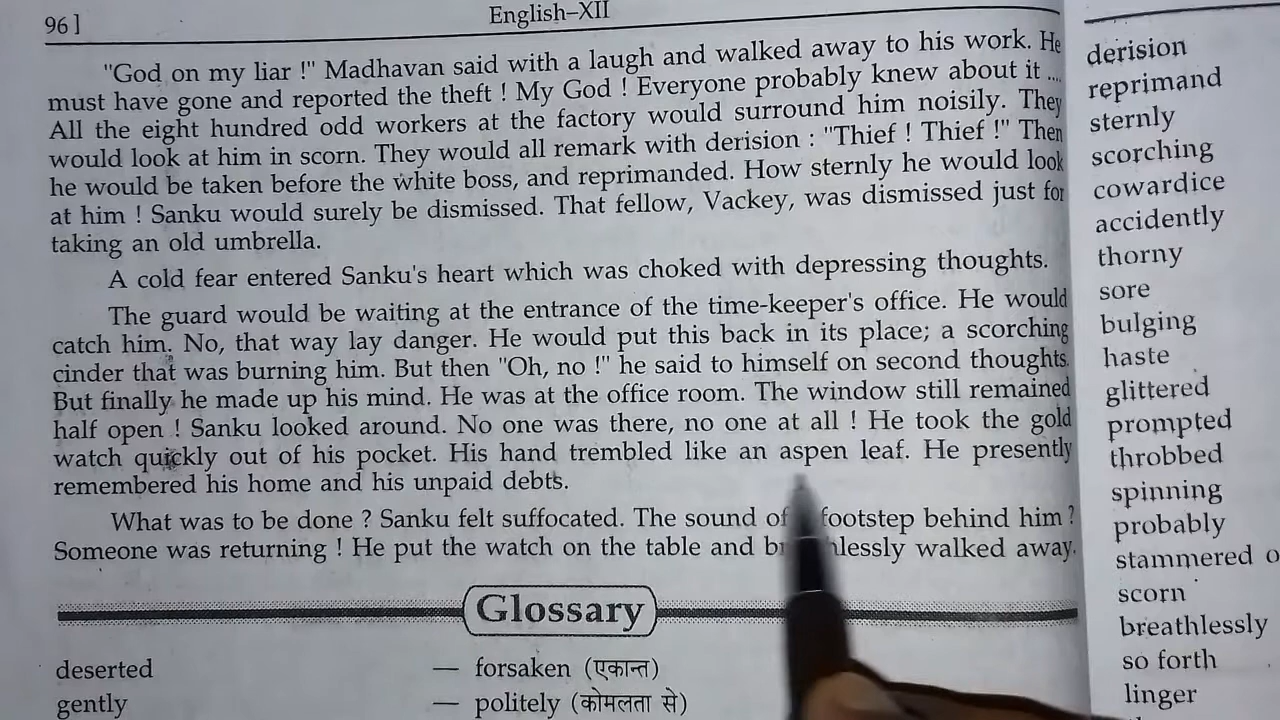 96 ]
English–XII
"God on my liar !" Madhavan said with a laugh and walked away to his work. He
must have gone and reported the theft ! My God ! Everyone probably knew about it ....
All the eight hundred odd workers at the factory would surround him noisily. They
would look at him in scorn. They would all remark with derision : "Thief ! Thief !" Then
he would be taken before the white boss, and reprimanded. How sternly he would look
at him ! Sanku would surely be dismissed. That fellow, Vackey, was dismissed just for
taking an old umbrella.
A cold fear entered Sanku's heart which was choked with depressing thoughts.
The guard would be waiting at the entrance of the time-keeper's office. He would
catch him. No, that way lay danger. He would put this back in its place; a scorching
cinder that was burning him. But then "Oh, no !" he said to himself on second thoughts.
But finally he made up his mind. He was at the office room. The window still remained
half open ! Sanku looked around. No one was there, no one at all ! He took the gold
watch quickly out of his pocket. His hand trembled like an aspen leaf. He presently
remembered his home and his unpaid debts.
What was to be done ? Sanku felt suffocated. The sound of footstep behind him ?
Someone was returning ! He put the watch on the table and walked away.
Glossary
deserted — forsaken (एकान्त)
gently — politely (कोमलता से)
derision
reprimand
sternly
scorching
cowardice
accidently
thorny
sore
bulging
haste
glittered
prompted
throbbed
spinning
probably
stammered o
scorn
breathlessly
so forth
linger